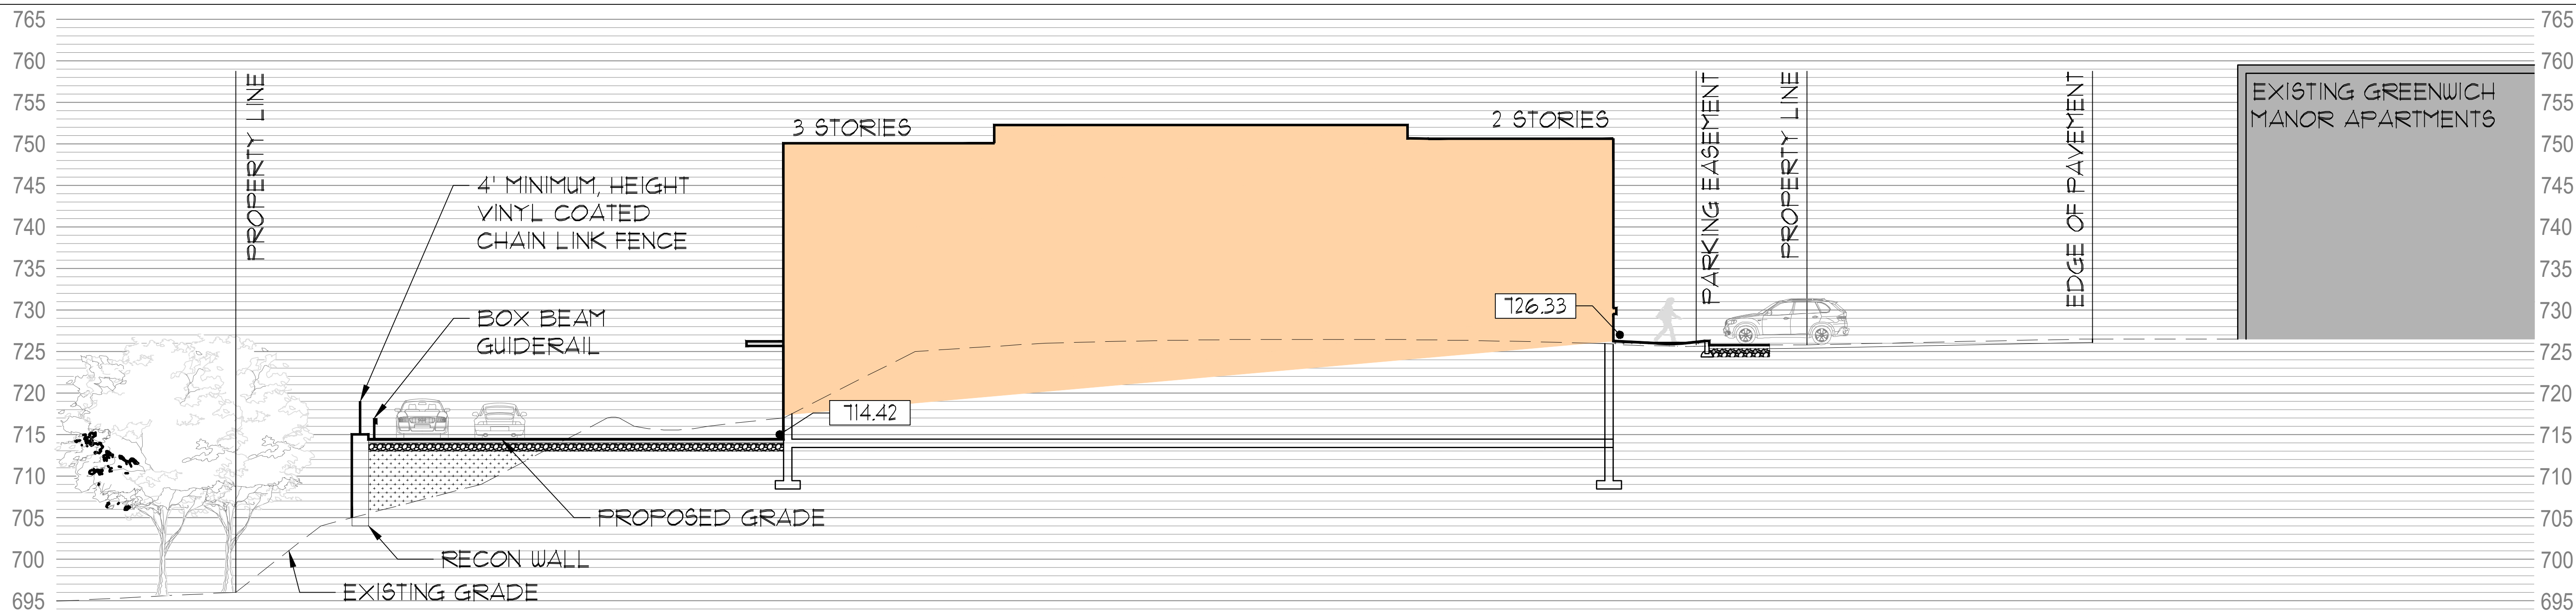 765
760
755
750
745
740
735
730
725
720
715
710
705
700
695
PROPERTY LINE
4' MINIMUM, HEIGHT
VINYL COATED
CHAIN LINK FENCE
BOX BEAM
GUIDERAIL
3 STORIES
2 STORIES
726.33
714.42
PROPOSED GRADE
RECON WALL
EXISTING GRADE
PARKING EASEMENT
PROPERTY LINE
EDGE OF PAVEMENT
EXISTING GREENWICH
MANOR APARTMENTS
765
760
755
750
745
740
735
730
725
720
715
710
705
700
695